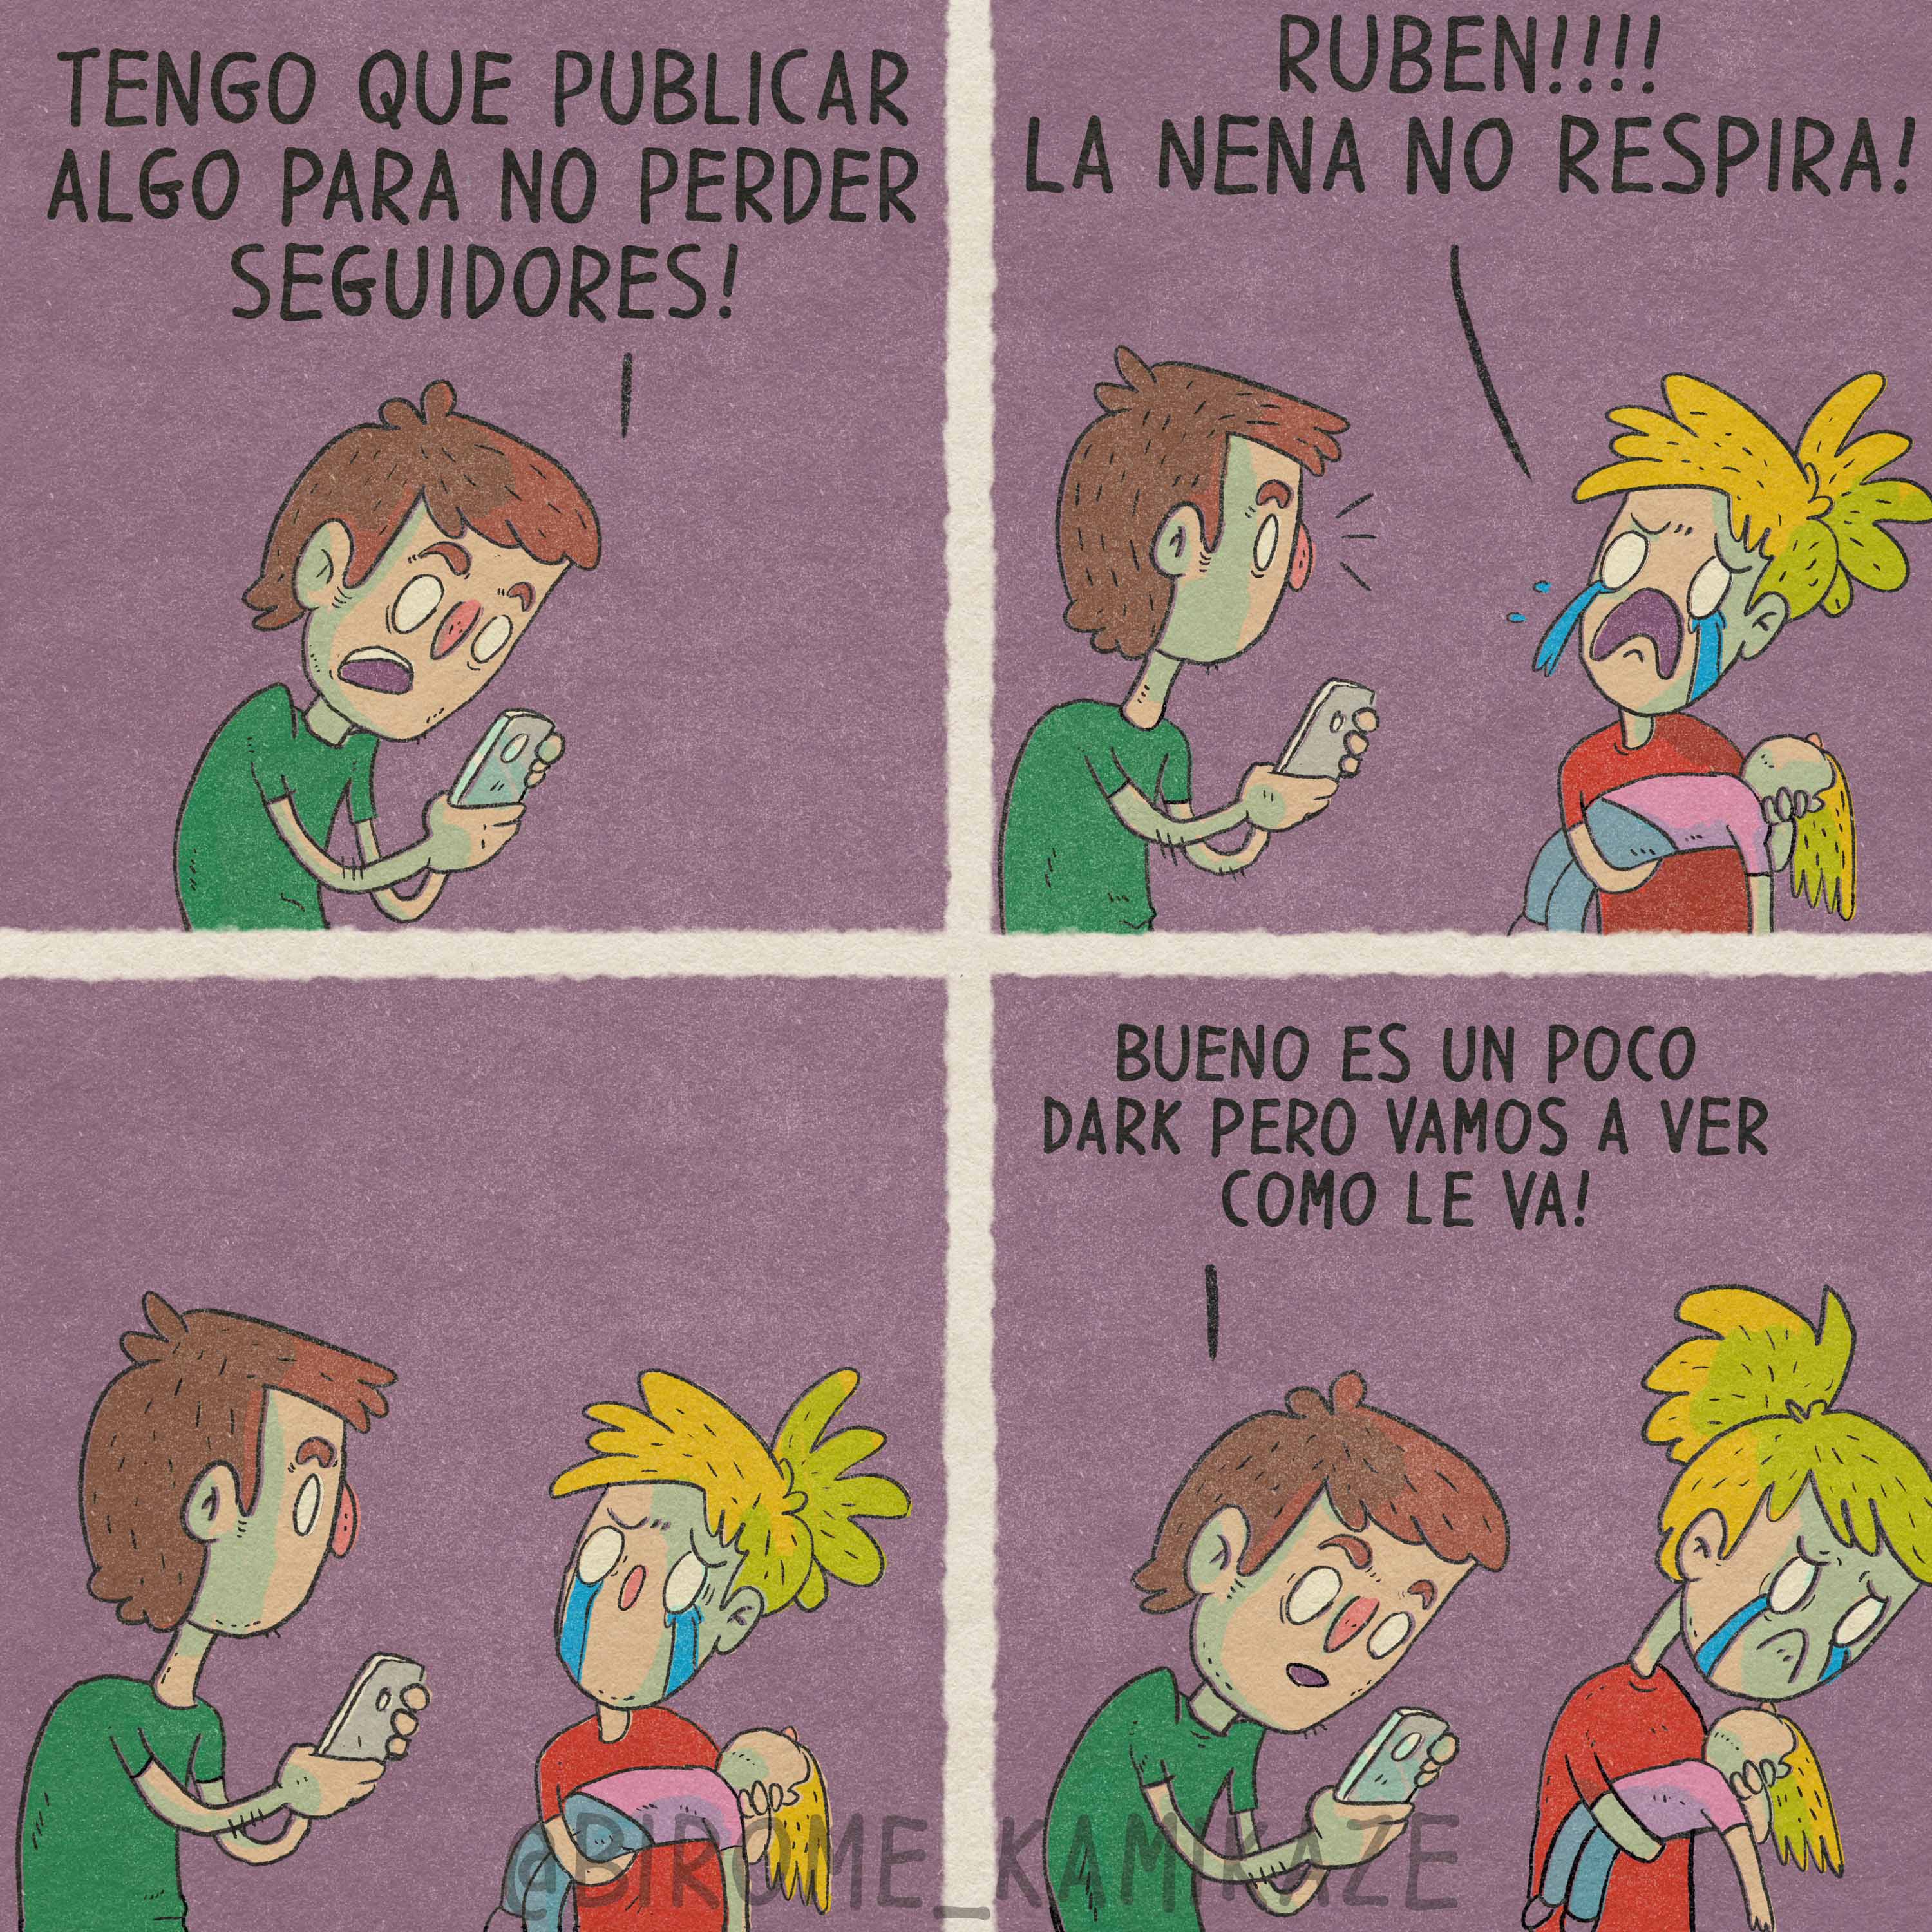 TENGO QUE PUBLICAR
ALGO PARA NO PERDER
SEGUIDORES!
RUBEN!!!!
LA NENA NO RESPIRA!
BUENO ES UN POCO
DARK PERO VAMOS A VER
COMO LE VA!
@BIROME_KAMIKAZE